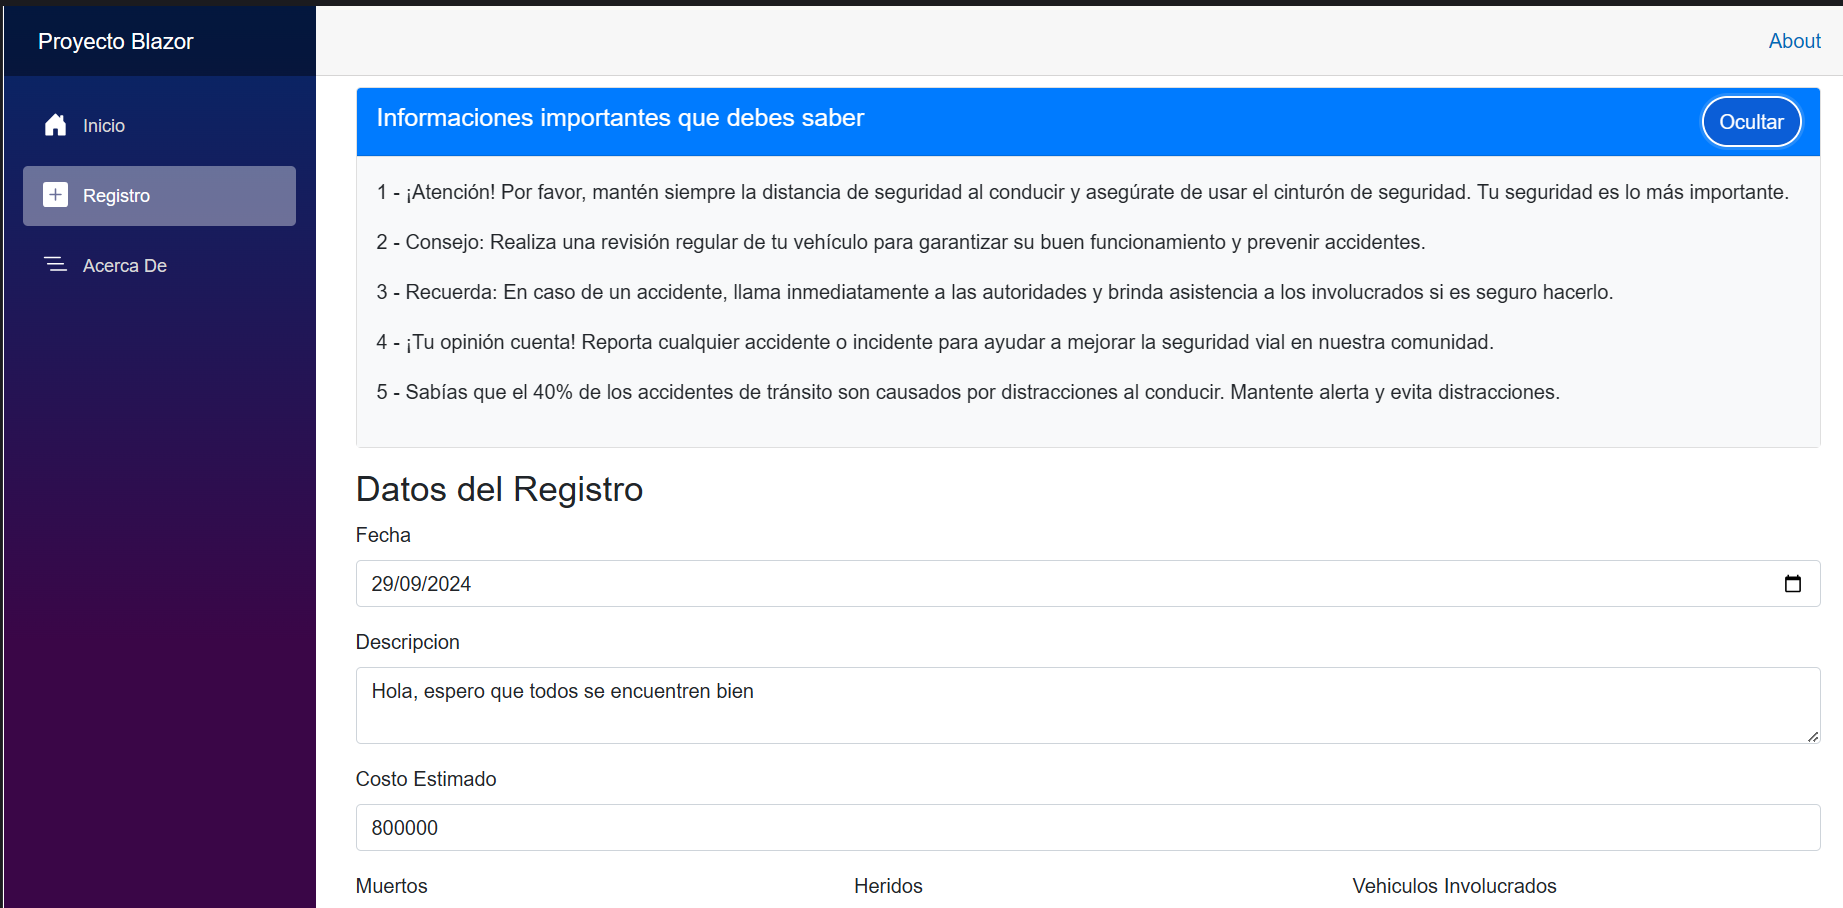 Proyecto Blazor
About
Inicio
Registro
Acerca De
Informaciones importantes que debes saber
Ocultar
1 - ¡Atención! Por favor, mantén siempre la distancia de seguridad al conducir y asegúrate de usar el cinturón de seguridad. Tu seguridad es lo más importante.
2 - Consejo: Realiza una revisión regular de tu vehículo para garantizar su buen funcionamiento y prevenir accidentes.
3 - Recuerda: En caso de un accidente, llama inmediatamente a las autoridades y brinda asistencia a los involucrados si es seguro hacerlo.
4 - ¡Tu opinión cuenta! Reporta cualquier accidente o incidente para ayudar a mejorar la seguridad vial en nuestra comunidad.
5 - Sabías que el 40% de los accidentes de tránsito son causados por distracciones al conducir. Mantente alerta y evita distracciones.
Datos del Registro
Fecha
29/09/2024
Descripcion
Hola, espero que todos se encuentren bien
Costo Estimado
800000
Muertos
Heridos
Vehiculos Involucrados